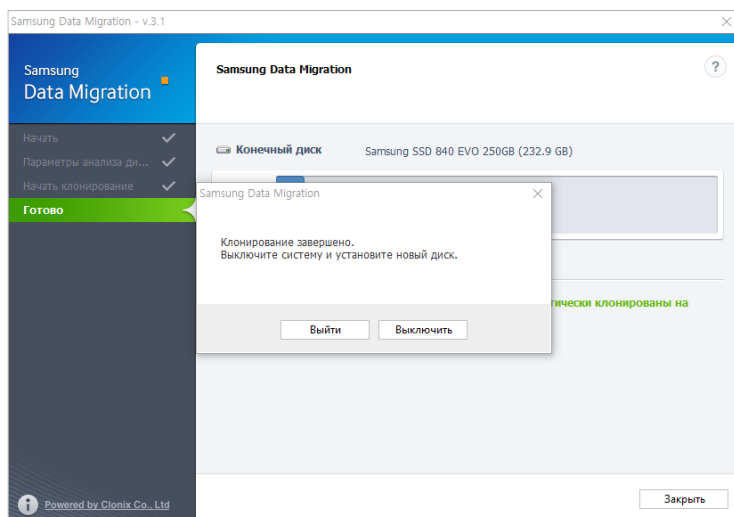 Samsung Data Migration - v.3.1
Samsung
Data Migration
Samsung Data Migration
?
Начать
Параметры анализа ди...
Начать клонирование
Готово
Конечный диск Samsung SSD 840 EVO 250GB (232.9 GB)
Samsung Data Migration
Клонирование завершено.
Выключите систему и установите новый диск.
Выйти Выключить
клонированы на
Powered by Clonix Co., Ltd
Закрыть